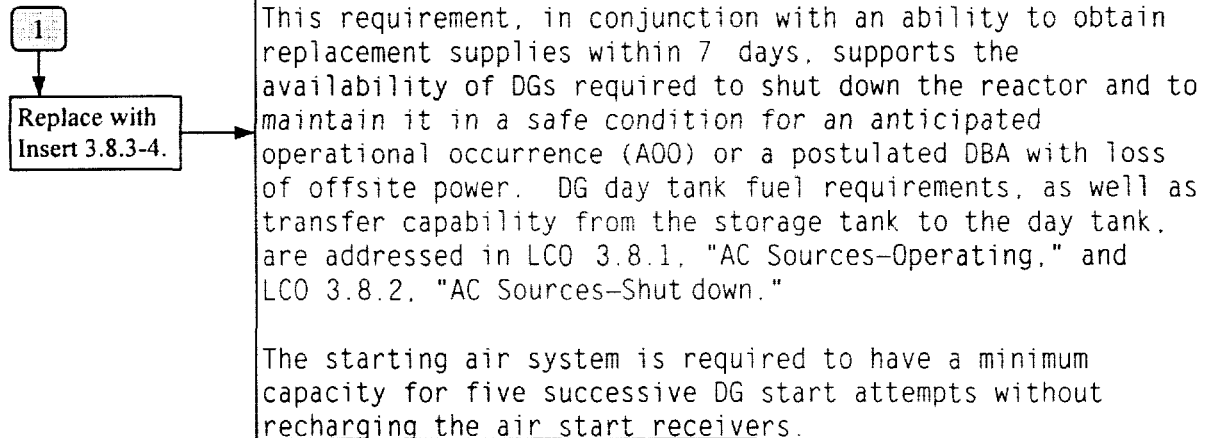 1
Replace with
Insert 3.8.3-4.
This requirement, in conjunction with an ability to obtain
replacement supplies within 7 days, supports the
availability of DGs required to shut down the reactor and to
maintain it in a safe condition for an anticipated
operational occurrence (AOO) or a postulated DBA with loss
of offsite power. DG day tank fuel requirements, as well as
transfer capability from the storage tank to the day tank,
are addressed in LCO 3.8.1, "AC Sources—Operating," and
LCO 3.8.2, "AC Sources—Shut down."
The starting air system is required to have a minimum
capacity for five successive DG start attempts without
recharging the air start receivers.